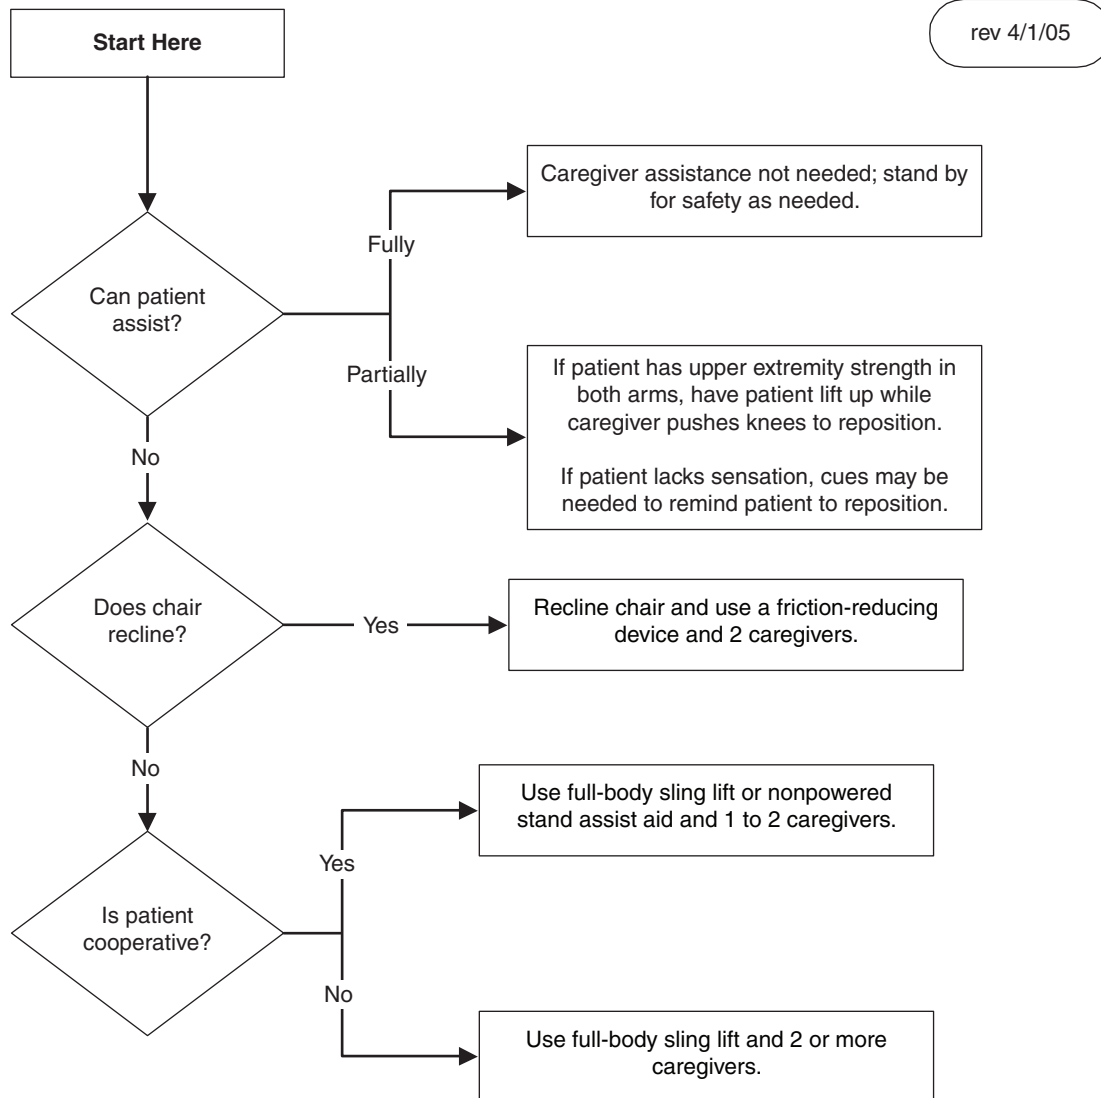 Start Here
rev 4/1/05
Caregiver assistance not needed; stand by
for safety as needed.
Fully
Can patient
assist?
Partially
If patient has upper extremity strength in
both arms, have patient lift up while
caregiver pushes knees to reposition.
If patient lacks sensation, cues may be
needed to remind patient to reposition.
No
Does chair
recline?
Yes
Recline chair and use a friction-reducing
device and 2 caregivers.
No
Use full-body sling lift or nonpowered
stand assist aid and 1 to 2 caregivers.
Yes
Is patient
cooperative?
No
Use full-body sling lift and 2 or more
caregivers.